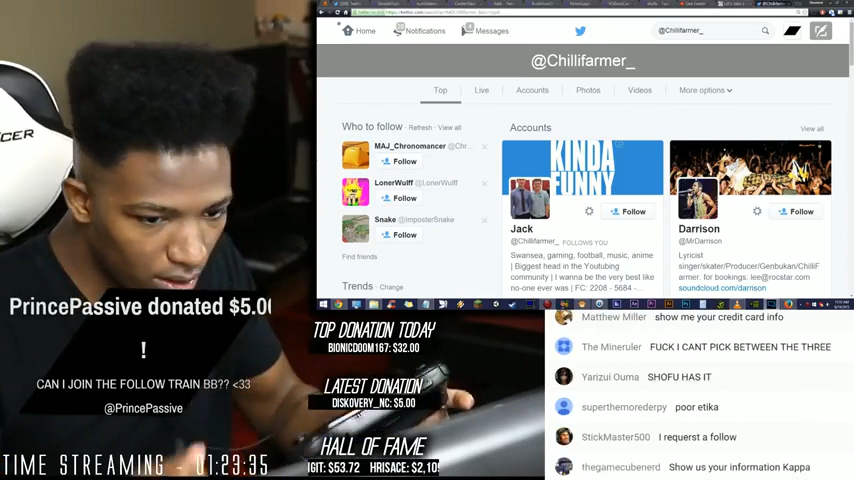 Home
Notifications
Messages
@Chillifarmer_
@Chillifarmer_
Top
Live
Accounts
Photos
Videos
More options
Who to follow
Refresh
View all
MAJ_Chronomancer @Chr...
Follow
LonerWulff @LonerWulff
Follow
Snake @ImposterSnake
Follow
Find friends
Trends
Change
Accounts
View all
KINDA
FUNNY
Follow
Jack
@Chillifarmer_ FOLLOWS YOU
Swansea, gaming, football, music, anime
| Biggest head in the Youtubing
community | I wanna be the very best like
no-one ever was | FC: 2208 - 5684 -
Follow
Darrison
@MrDarrison
Lyricist
singer/skater/Producer/Genbukan/ChilliF
armer. for bookings: lee@rocstar.com
soundcloud.com/darrison
PrincePassive donated $5.00
!
CAN I JOIN THE FOLLOW TRAIN BB?? <33
@PrincePassive
TIME STREAMING - 01:23:35
TOP DONATION TODAY
BIONICDOOM167: $32.00
LATEST DONATION
DISKOVERY_NC: $5.00
HALL OF FAME
IGIT: $53.72 HRISACE: $2,10
Matthew Miller show me your credit card info
The Mineruler FUCK I CANT PICK BETWEEN THE THREE
Yarizui Ouma SHOFU HAS IT
superthemorederpy poor etika
StickMaster500 I requerst a follow
thegamecubenerd Show us your information Kappa